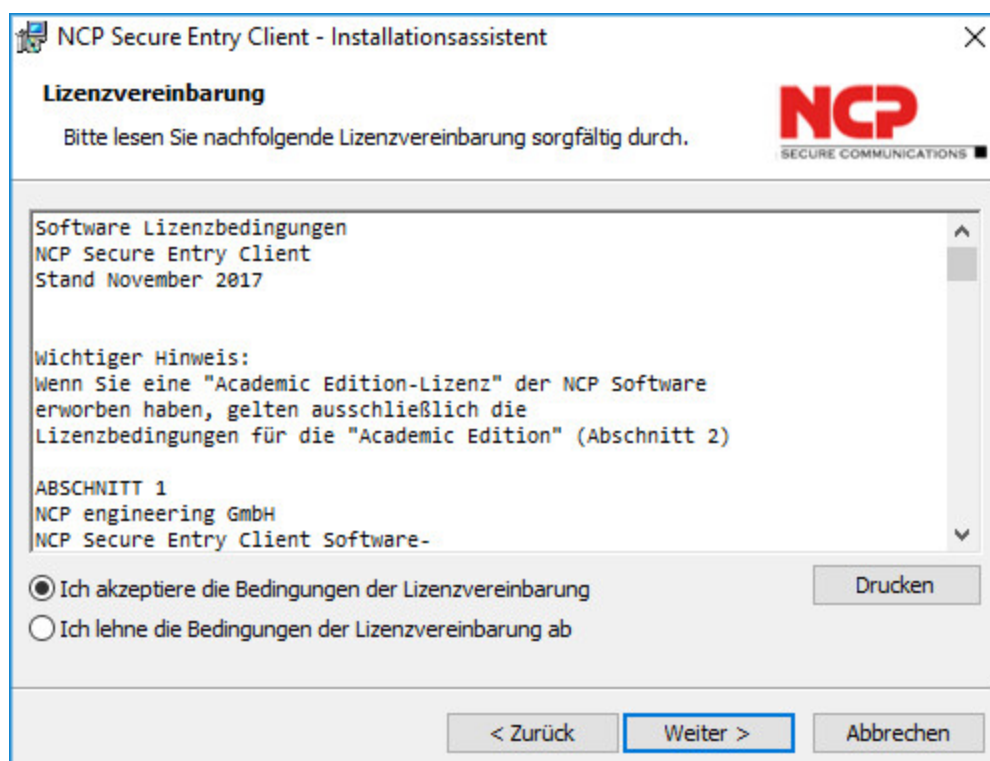 NCP Secure Entry Client - Installationsassistent
Lizenzvereinbarung
Bitte lesen Sie nachfolgende Lizenzvereinbarung sorgfältig durch.
NCP
SECURE COMMUNICATIONS
Software Lizenzbedingungen
NCP Secure Entry Client
Stand November 2017
Wichtiger Hinweis:
Wenn Sie eine "Academic Edition-Lizenz" der NCP Software
erworben haben, gelten ausschließlich die
Lizenzbedingungen für die "Academic Edition" (Abschnitt 2)
ABSCHNITT 1
NCP engineering GmbH
NCP Secure Entry Client Software-
Ich akzeptiere die Bedingungen der Lizenzvereinbarung
Drucken
Ich lehne die Bedingungen der Lizenzvereinbarung ab
< Zurück
Weiter >
Abbrechen